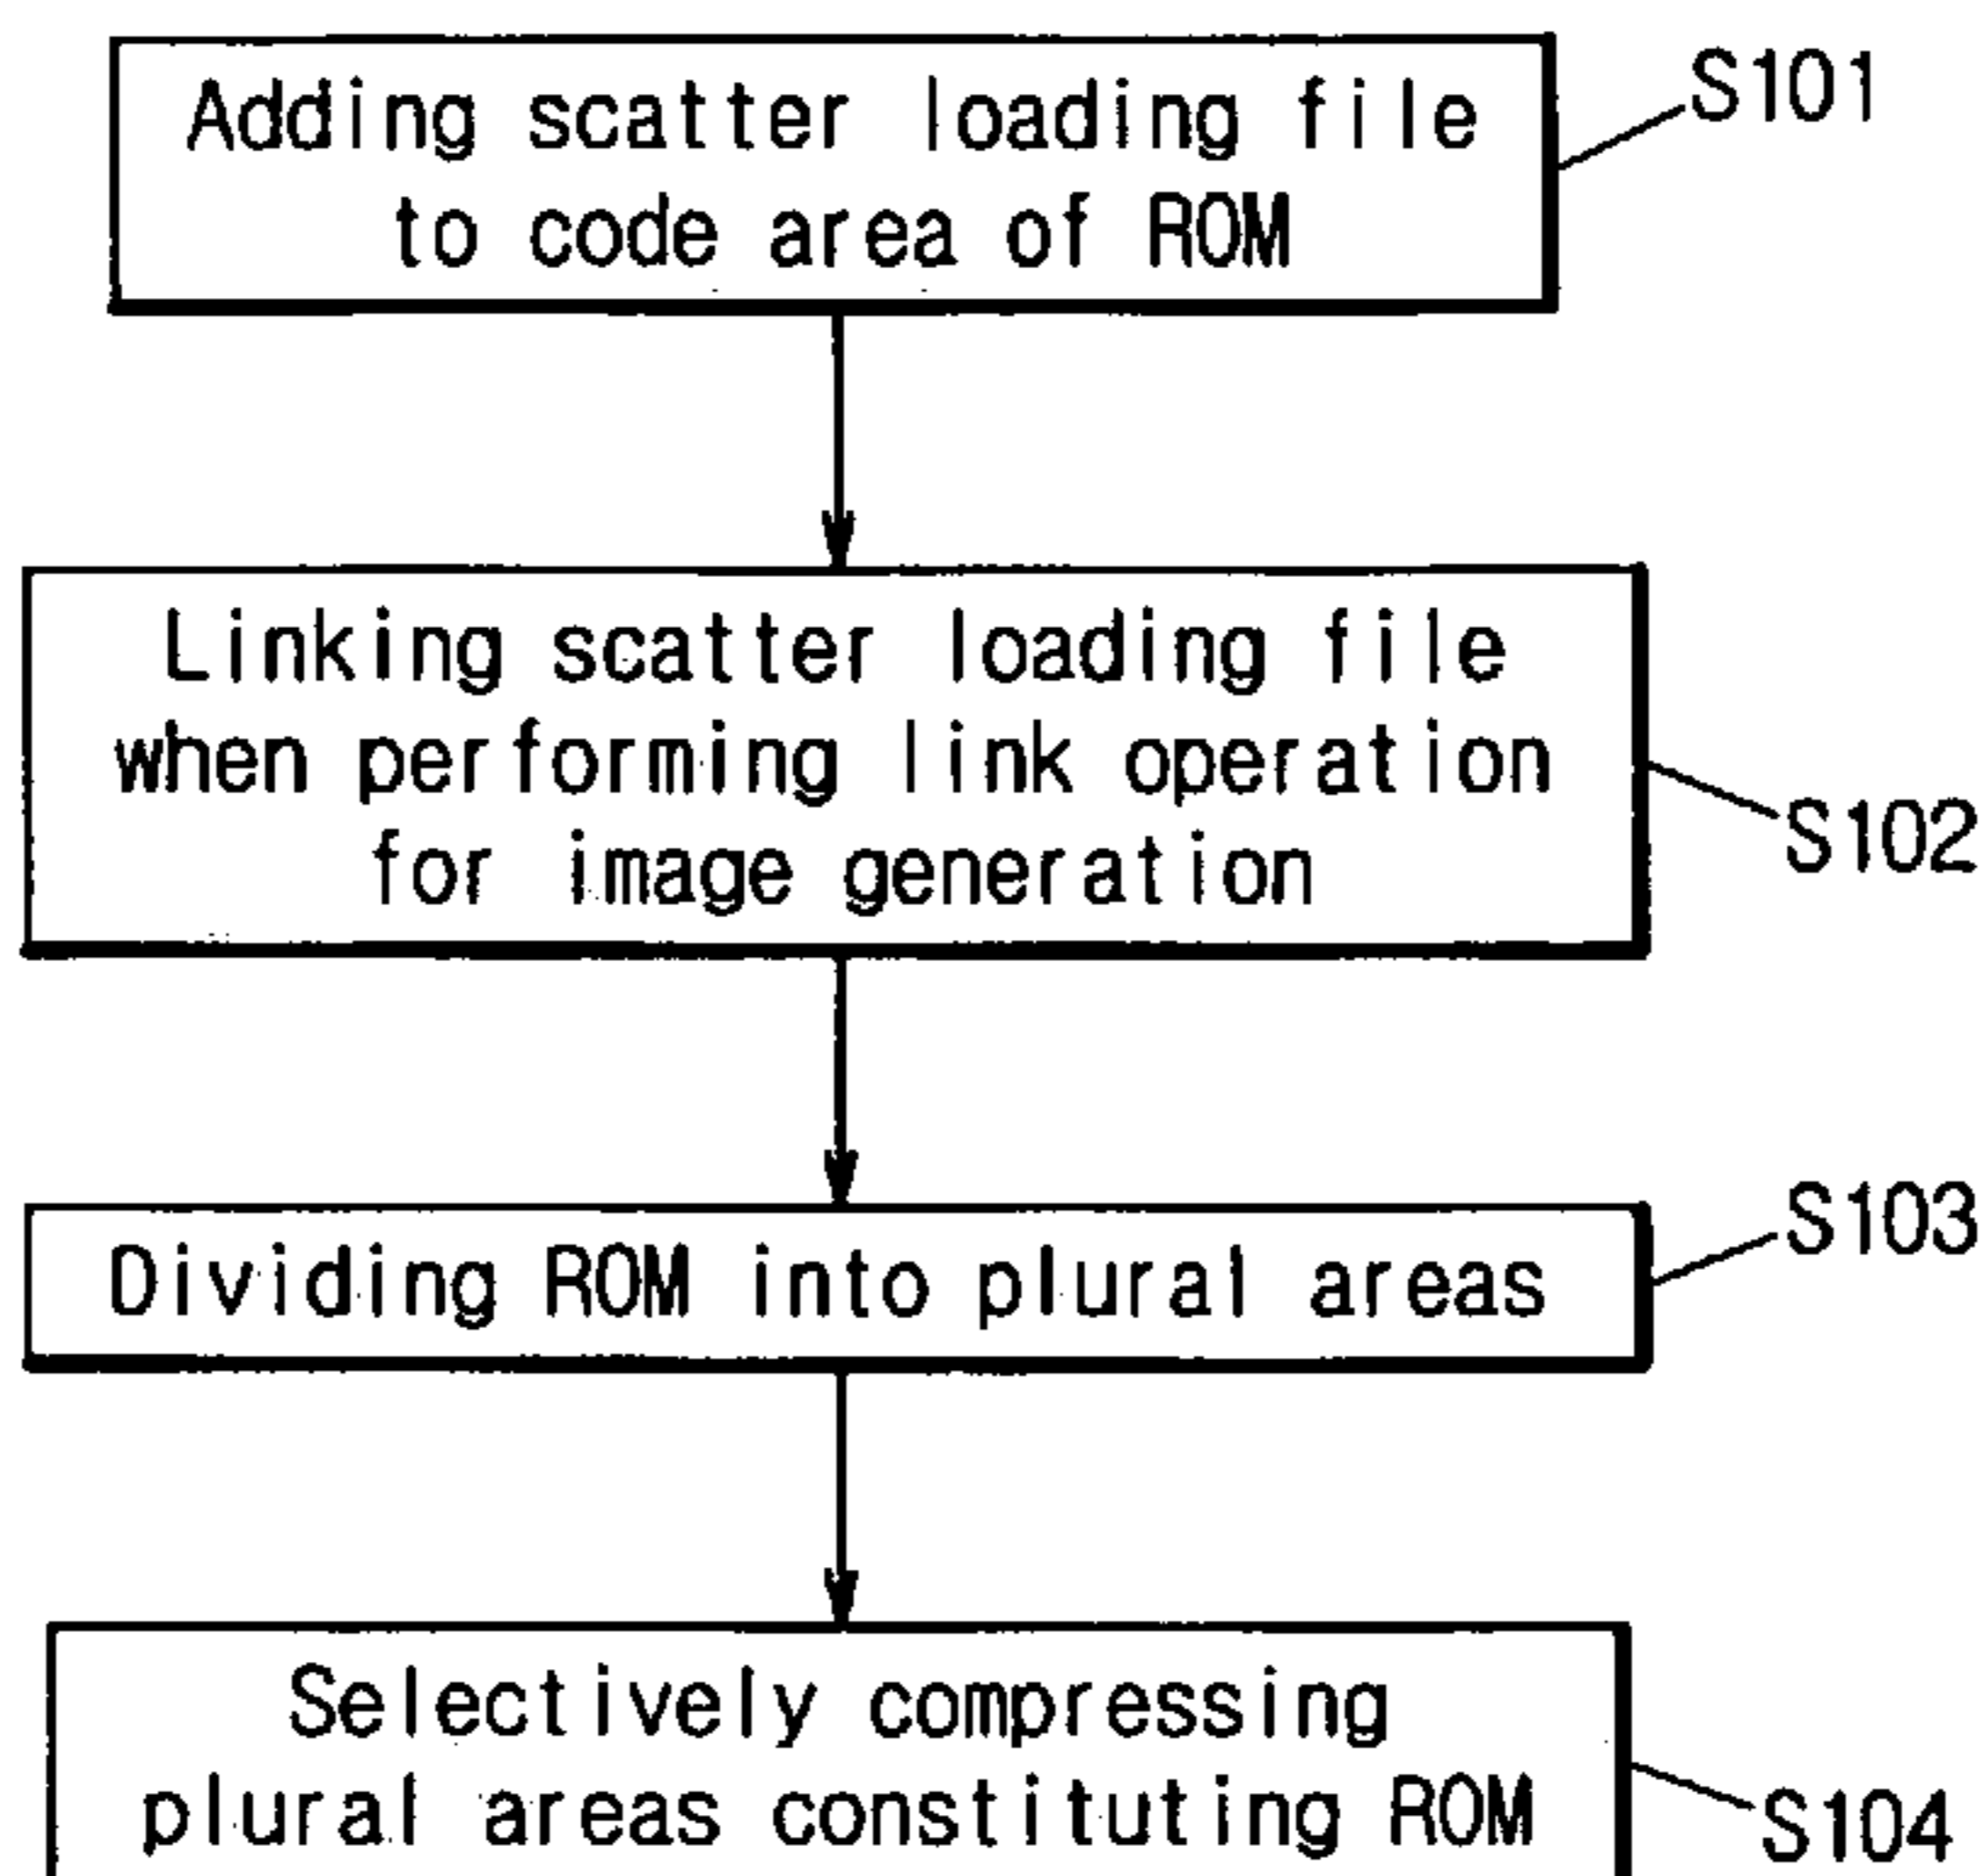 Adding scatter loading file
to code area of ROM
S101
Linking scatter loading file
when performing link operation
for image generation
S102
Dividing ROM into plural areas
S103
Selectively compressing
plural areas constituting ROM
S104